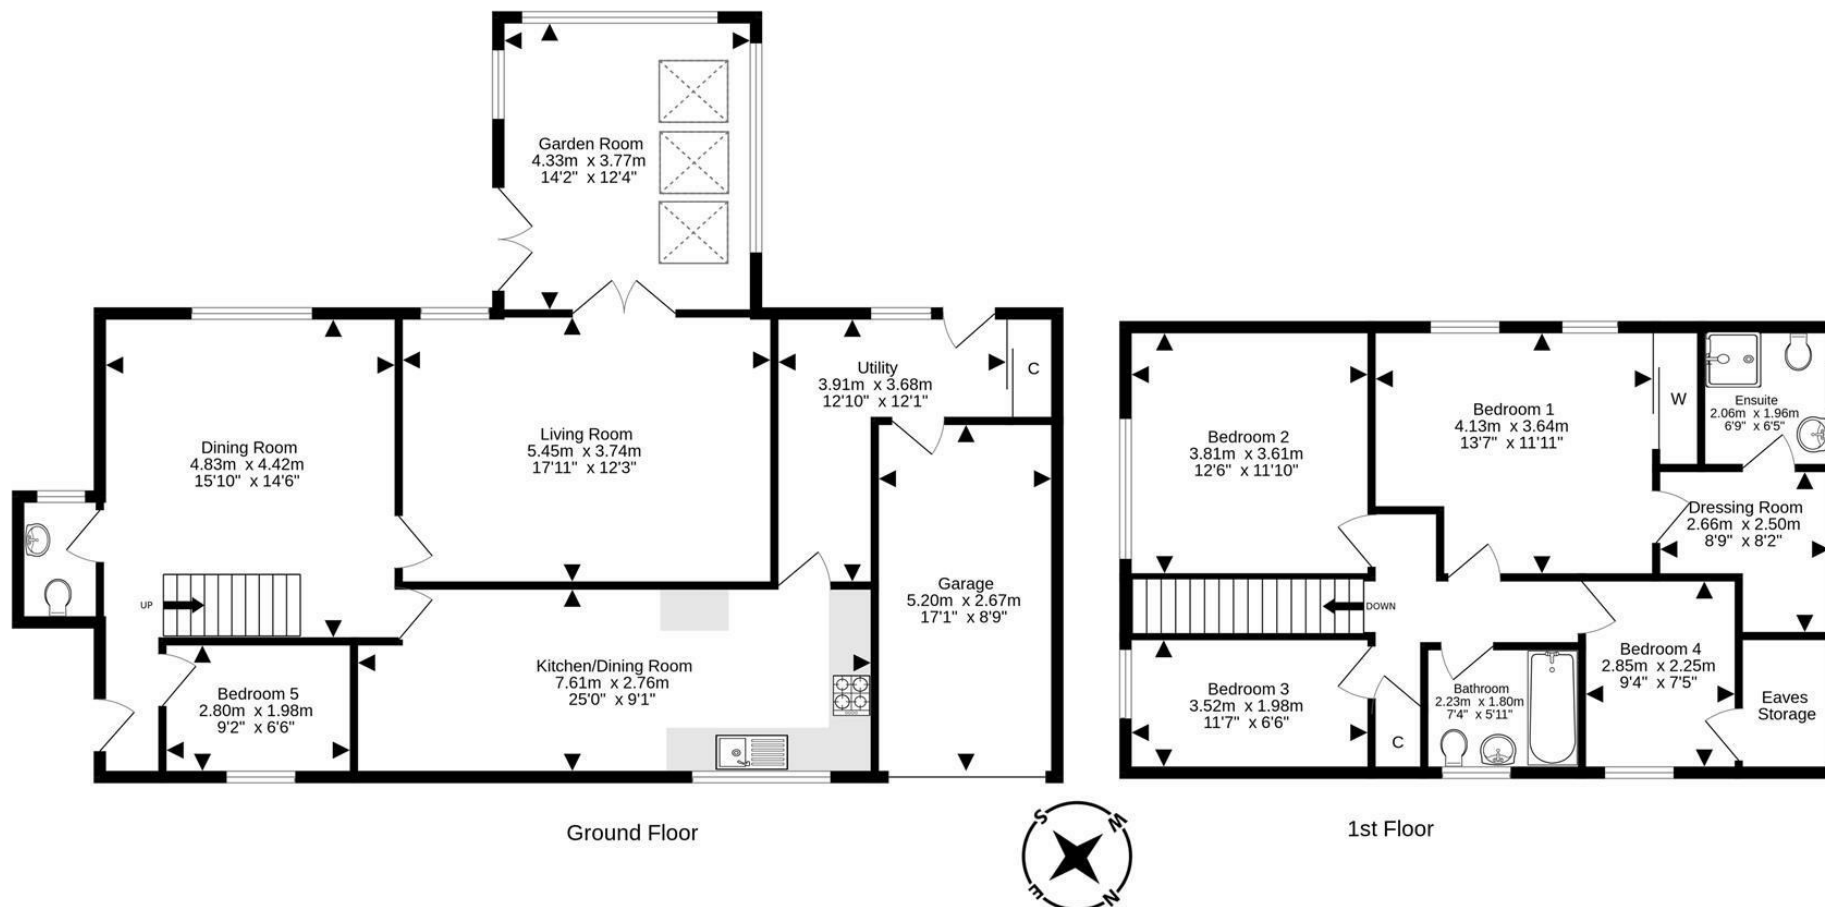 Garden Room
4.33m x 3.77m
14'2" x 12'4"
Utility
3.91m x 3.68m
12'10" x 12'1"
C
Dining Room
4.83m x 4.42m
15'10" x 14'6"
Living Room
5.45m x 3.74m
17'11" x 12'3"
UP
Garage
5.20m x 2.67m
17'1" x 8'9"
Kitchen/Dining Room
7.61m x 2.76m
25'0" x 9'1"
Bedroom 5
2.80m x 1.98m
9'2" x 6'6"
Ground Floor
Bedroom 2
3.81m x 3.61m
12'6" x 11'10"
Bedroom 1
4.13m x 3.64m
13'7" x 11'11"
W
Ensuite
2.06m x 1.96m
6'9" x 6'5"
Dressing Room
2.66m x 2.50m
8'9" x 8'2"
DOWN
Bedroom 3
3.52m x 1.98m
11'7" x 6'6"
C
Bathroom
2.23m x 1.80m
7'4" x 5'11"
Bedroom 4
2.85m x 2.25m
9'4" x 7'5"
Eaves
Storage
1st Floor
S
W
E
N